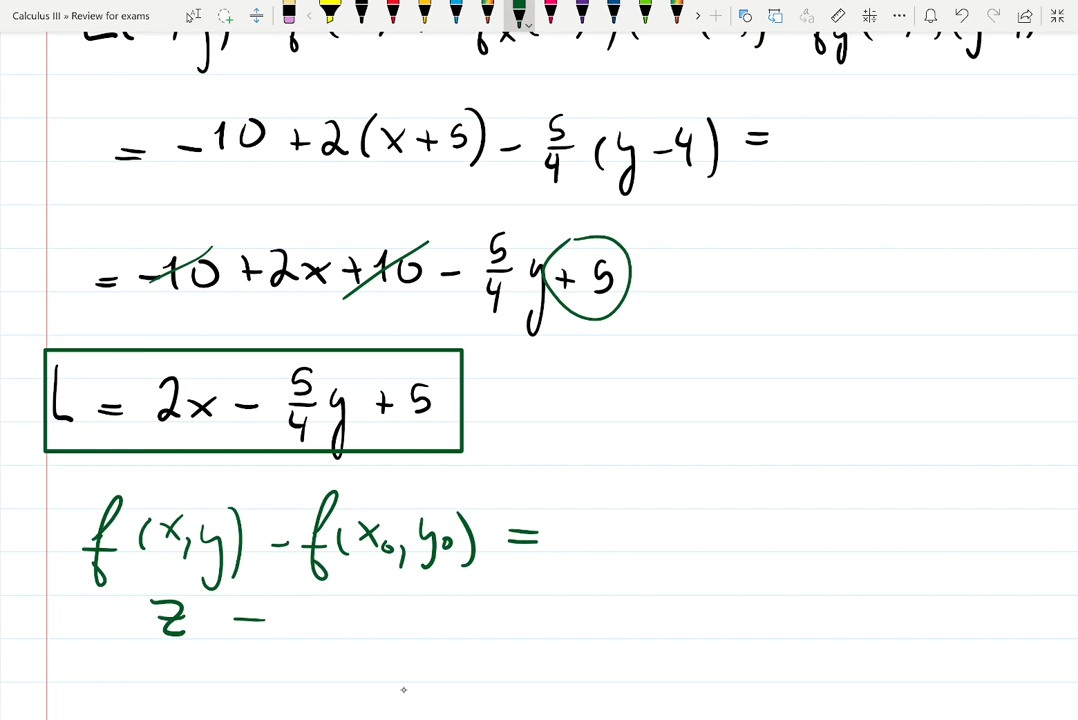 Calculus III » Review for exams
= -10 + 2(x + 5) - 5/4 (y - 4) =
= -10 + 2x + 10 - 5/4 y + 5
L = 2x - 5/4 y + 5
f(x, y) - f(x₀, y₀) =
z -